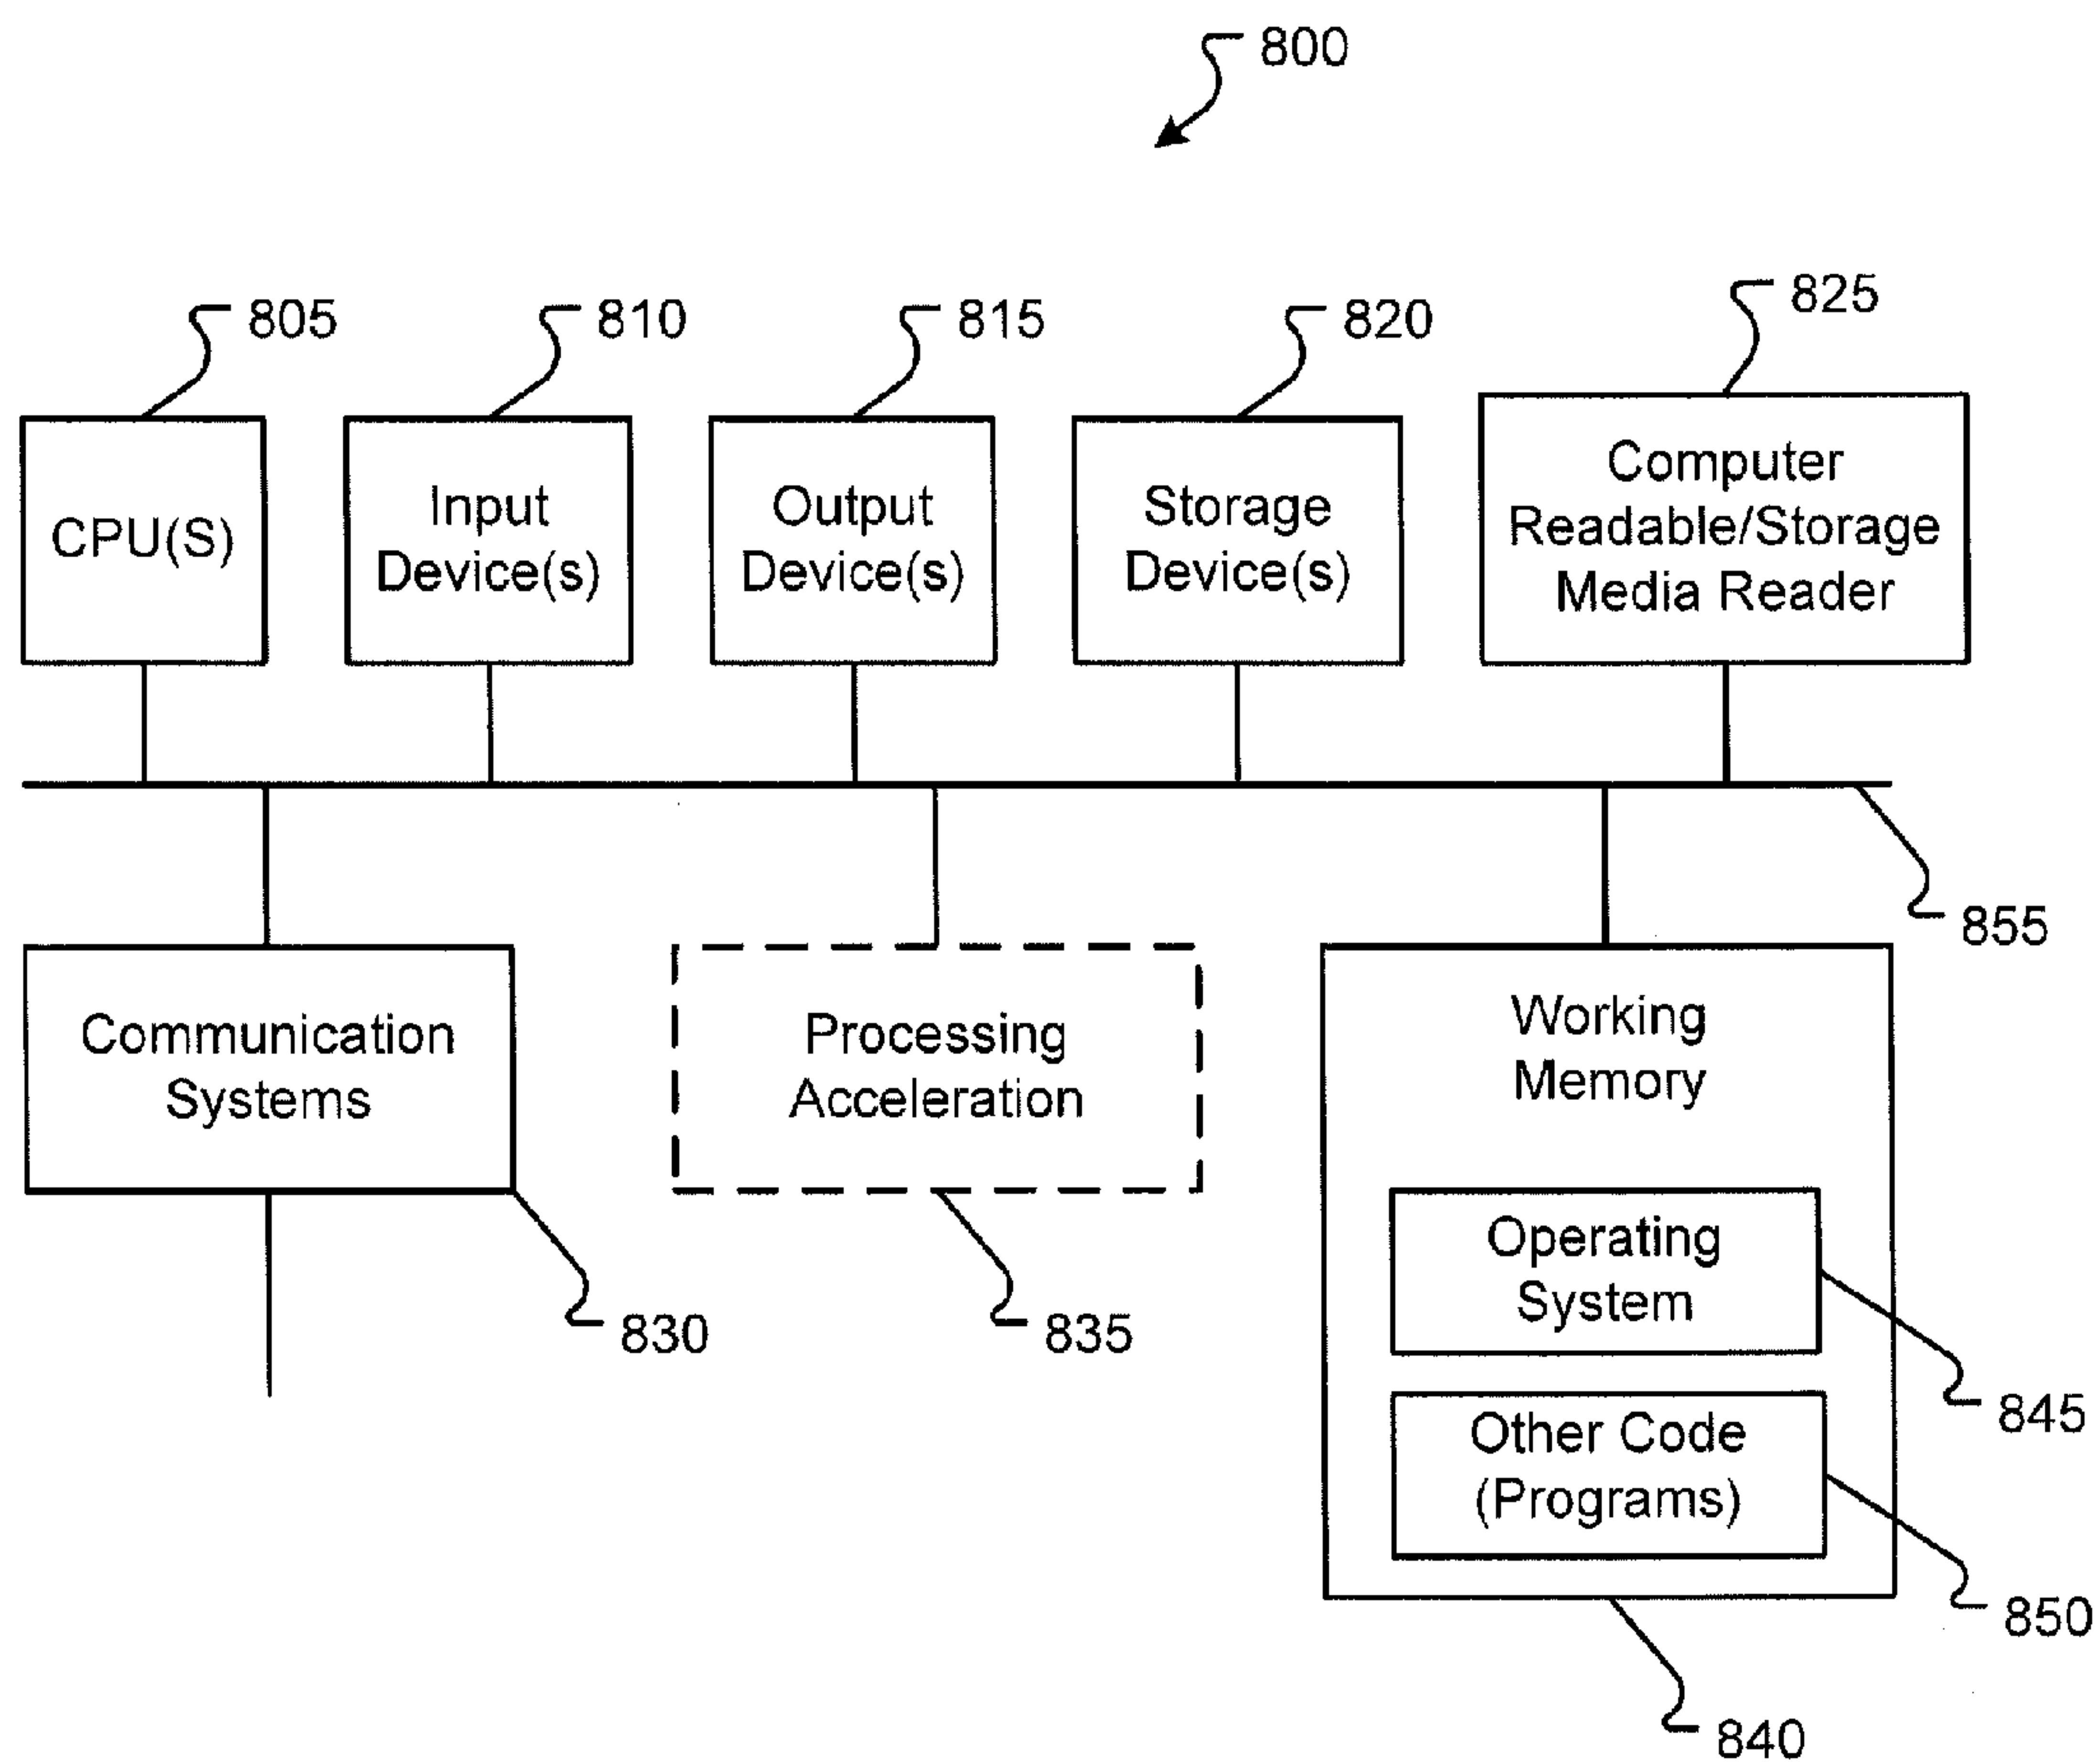 800
805
810
815
820
825
CPU(S)
Input
Device(s)
Output
Device(s)
Storage
Device(s)
Computer
Readable/Storage
Media Reader
855
Communication
Systems
830
Processing
Acceleration
835
Working
Memory
Operating
System
845
Other Code
(Programs)
850
840